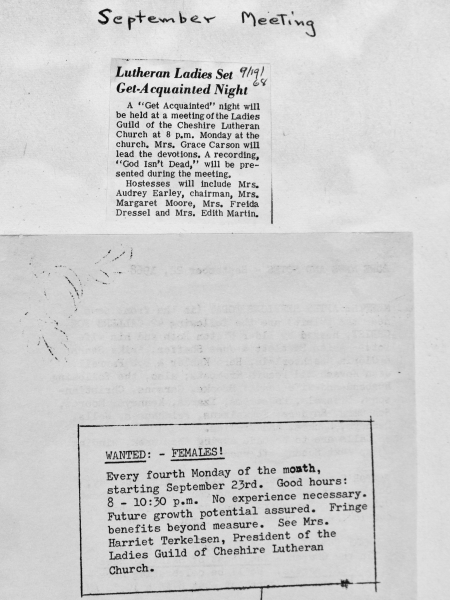 September Meeting
Lutheran Ladies Set 9/19/68
Get-Acquainted Night
A "Get Acquainted" night will
be held at a meeting of the Ladies
Guild of the Cheshire Lutheran
Church at 8 p.m. Monday at the
church. Mrs. Grace Carson will
lead the devotions. A recording,
"God Isn't Dead," will be pre-
sented during the meeting.
Hostesses will include Mrs.
Audrey Earley, chairman, Mrs.
Margaret Moore, Mrs. Freida
Dressel and Mrs. Edith Martin.
WANTED: - FEMALES!
Every fourth Monday of the month,
starting September 23rd. Good hours:
8 - 10:30 p.m. No experience necessary.
Future growth potential assured. Fringe
benefits beyond measure. See Mrs.
Harriet Terkelsen, President of the
Ladies Guild of Cheshire Lutheran
Church.